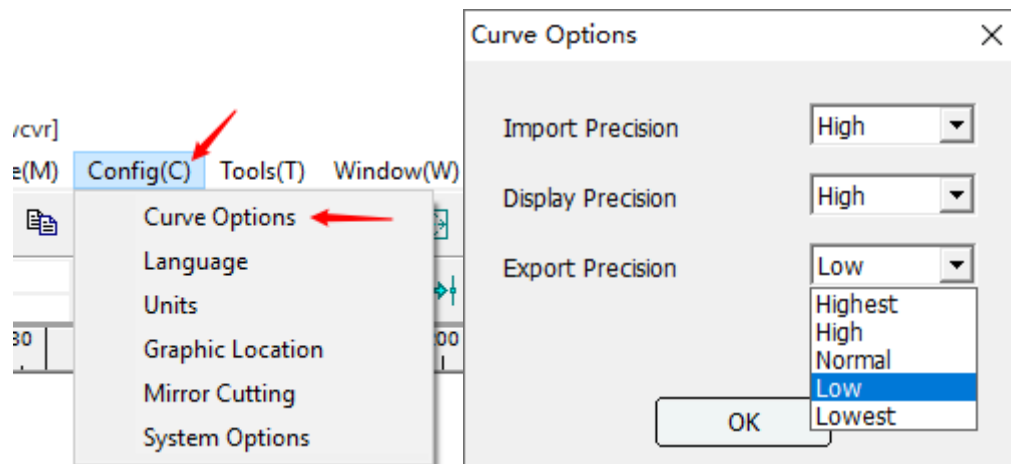 vcvr]
e(M) Config(C) Tools(T) Window(W)
Curve Options
Language
Units
Graphic Location
Mirror Cutting
System Options
30
00
Curve Options
Import Precision High
Display Precision High
Export Precision Low
Highest
High
Normal
Low
Lowest
OK